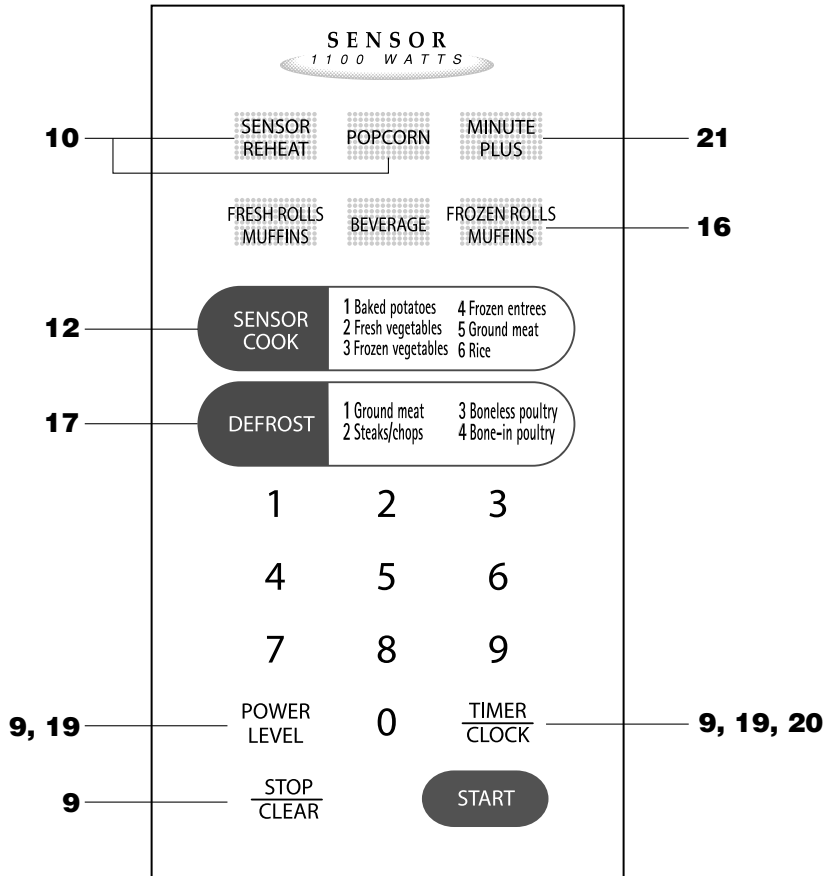 SENSOR
1100 WATTS
10
SENSOR REHEAT
POPCORN
MINUTE PLUS
21
FRESH ROLLS MUFFINS
BEVERAGE
FROZEN ROLLS MUFFINS
16
12
SENSOR COOK
1 Baked potatoes
2 Fresh vegetables
3 Frozen vegetables
4 Frozen entrees
5 Ground meat
6 Rice
17
DEFROST
1 Ground meat
2 Steaks/chops
3 Boneless poultry
4 Bone-in poultry
1 2 3
4 5 6
7 8 9
9, 19
POWER LEVEL
0
TIMER
CLOCK
9, 19, 20
9
STOP
CLEAR
START